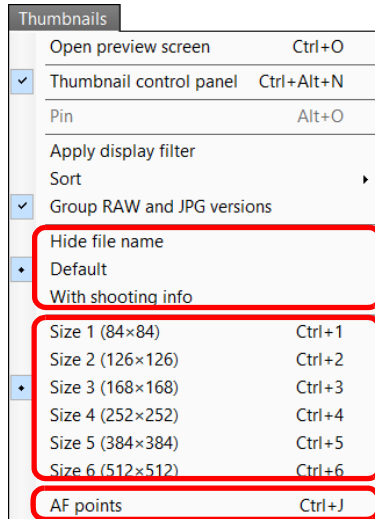 Thumbnails
Open preview screen Ctrl+O
Thumbnail control panel Ctrl+Alt+N
Pin Alt+O
Apply display filter
Sort
Group RAW and JPG versions
Hide file name
Default
With shooting info
Size 1 (84×84) Ctrl+1
Size 2 (126×126) Ctrl+2
Size 3 (168×168) Ctrl+3
Size 4 (252×252) Ctrl+4
Size 5 (384×384) Ctrl+5
Size 6 (512×512) Ctrl+6
AF points Ctrl+J